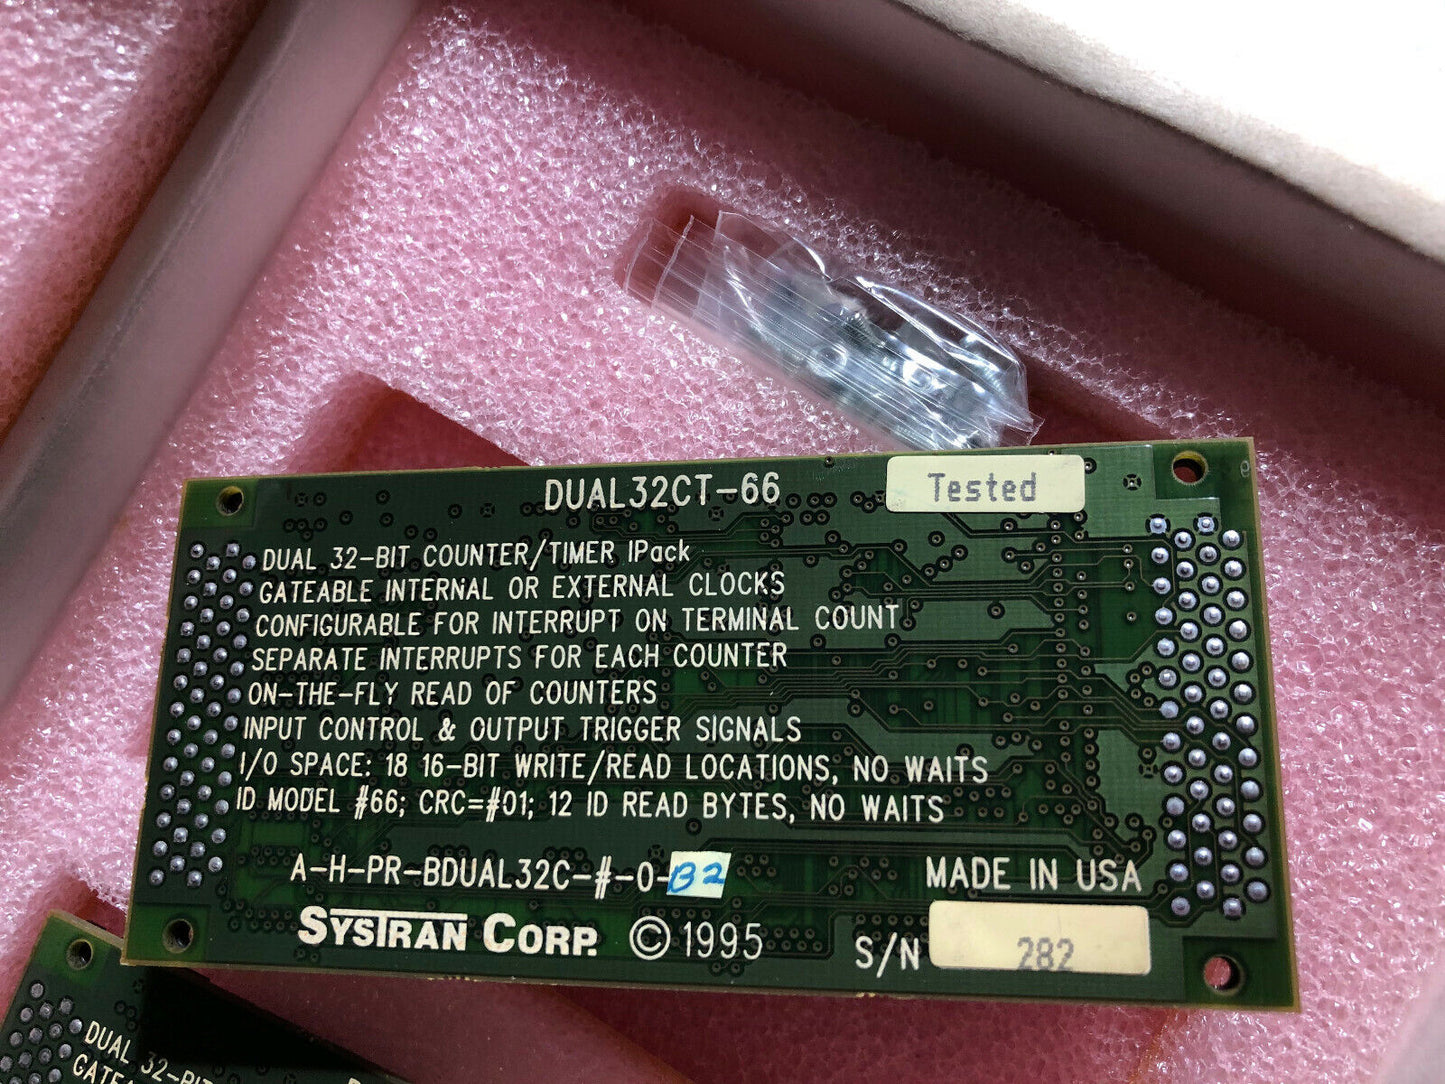 DUAL32CT-66
Tested
DUAL 32-BIT COUNTER/TIMER IPack
GATEABLE INTERNAL OR EXTERNAL CLOCKS
CONFIGURABLE FOR INTERRUPT ON TERMINAL COUNT
SEPARATE INTERRUPTS FOR EACH COUNTER
ON-THE-FLY READ OF COUNTERS
INPUT CONTROL & OUTPUT TRIGGER SIGNALS
I/O SPACE: 18 16-BIT WRITE/READ LOCATIONS, NO WAITS
ID MODEL #66; CRC=#01; 12 ID READ BYTES, NO WAITS
A-H-PR-BDUAL32C-#-0-B2
MADE IN USA
SYSTRAN CORP. © 1995
S/N 282
DUAL 32-BIT